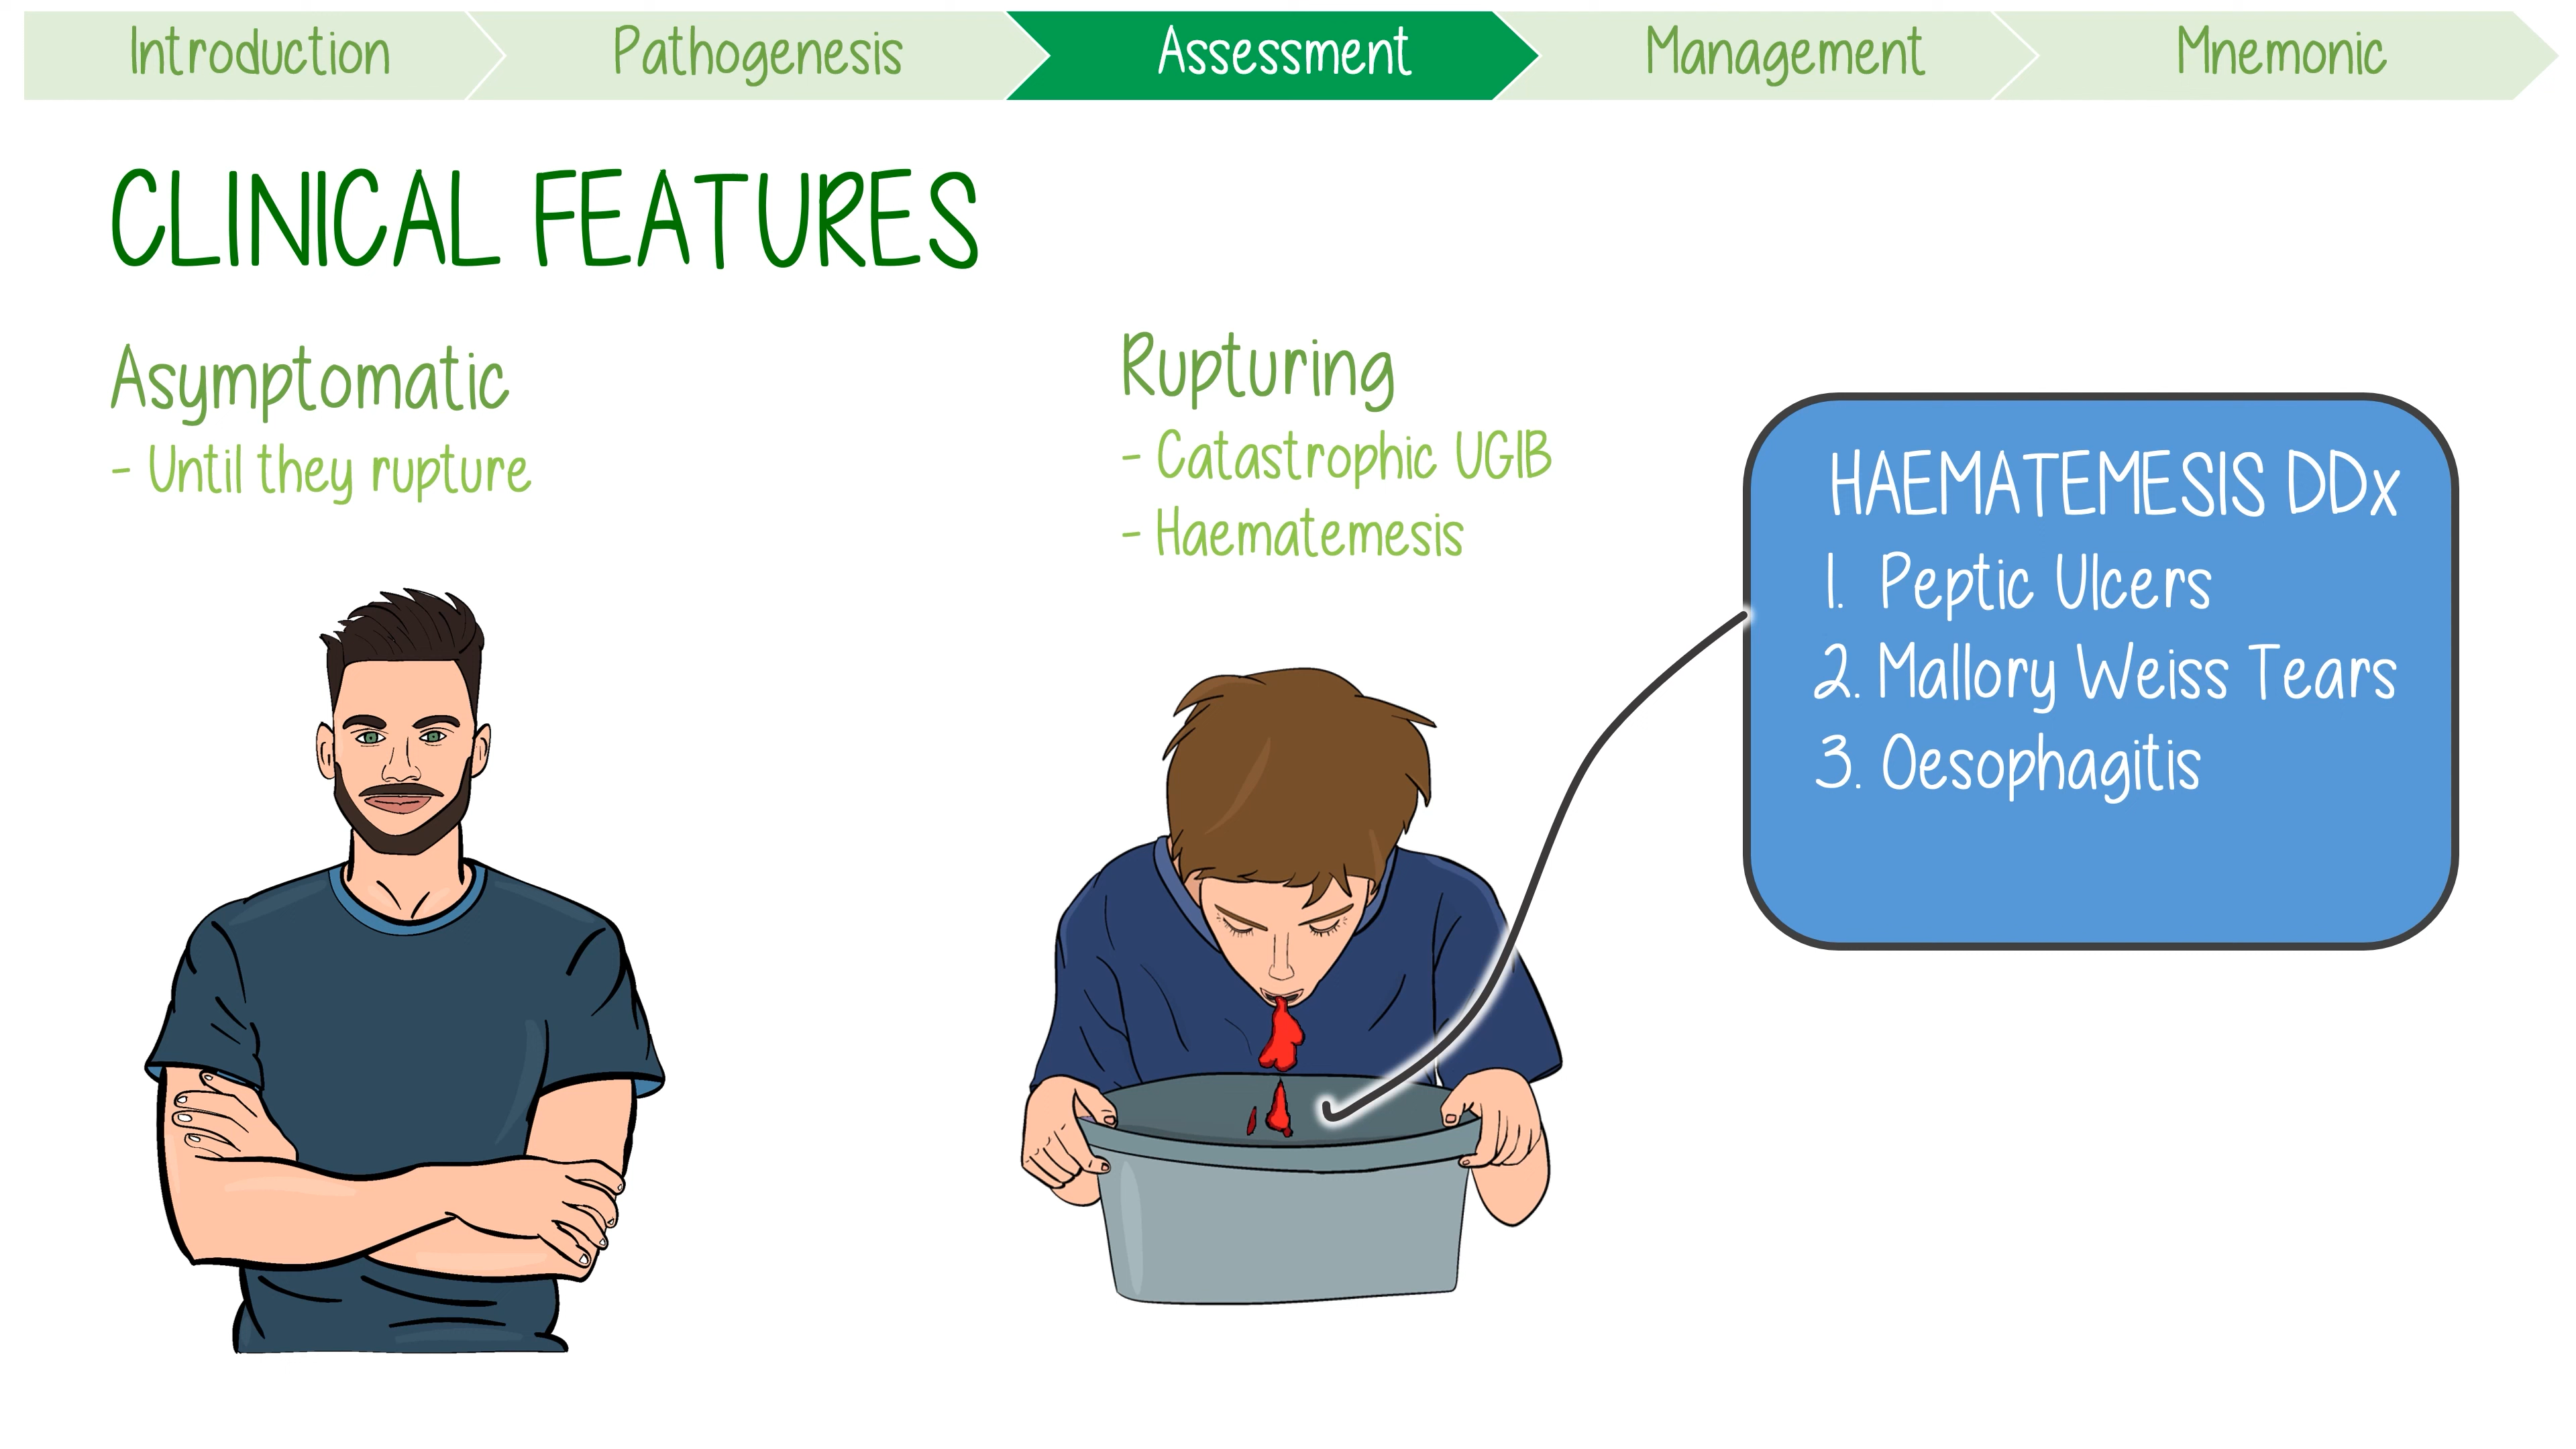 Introduction
Pathogenesis
Assessment
Management
Mnemonic
CLINICAL FEATURES
Asymptomatic
- Until they rupture
Rupturing
- Catastrophic UGIB
- Haematemesis
HAEMATEMESIS DDx
1. Peptic Ulcers
2. Mallory Weiss Tears
3. Oesophagitis